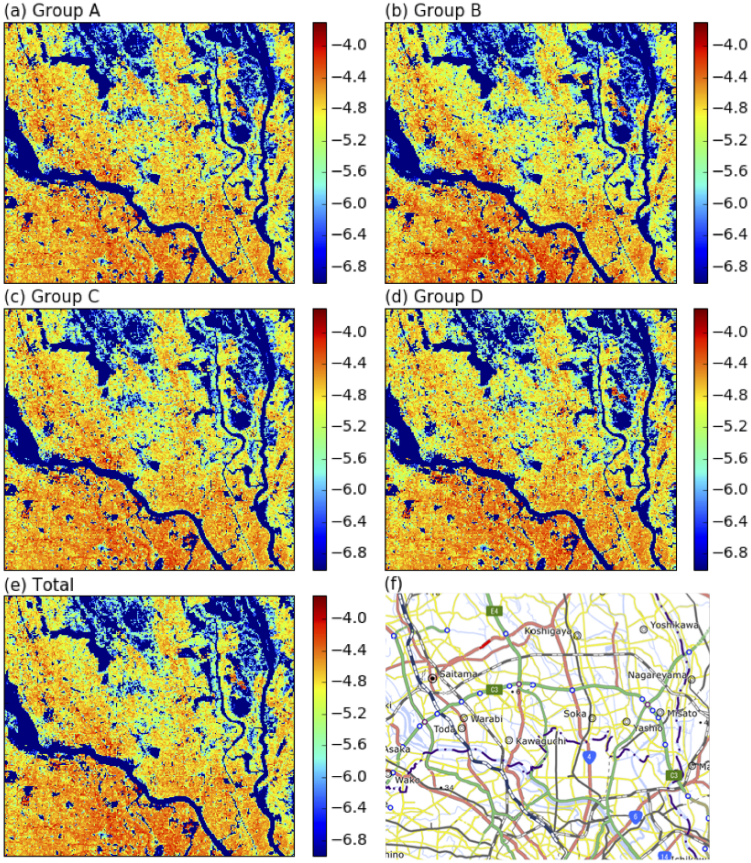 (a) Group A
−4.0
−4.4
−4.8
−5.2
−5.6
−6.0
−6.4
−6.8
(b) Group B
−4.0
−4.4
−4.8
−5.2
−5.6
−6.0
−6.4
−6.8
(c) Group C
−4.0
−4.4
−4.8
−5.2
−5.6
−6.0
−6.4
−6.8
(d) Group D
−4.0
−4.4
−4.8
−5.2
−5.6
−6.0
−6.4
−6.8
(e) Total
−4.0
−4.4
−4.8
−5.2
−5.6
−6.0
−6.4
−6.8
(f)
E4
Koshigaya
Yoshikawa
Saitama
C3
Nagareyama
Warabi
Toda
Soka
Misato
Yashio
Kawaguchi
Asaka
4
C3
Wako
34
6